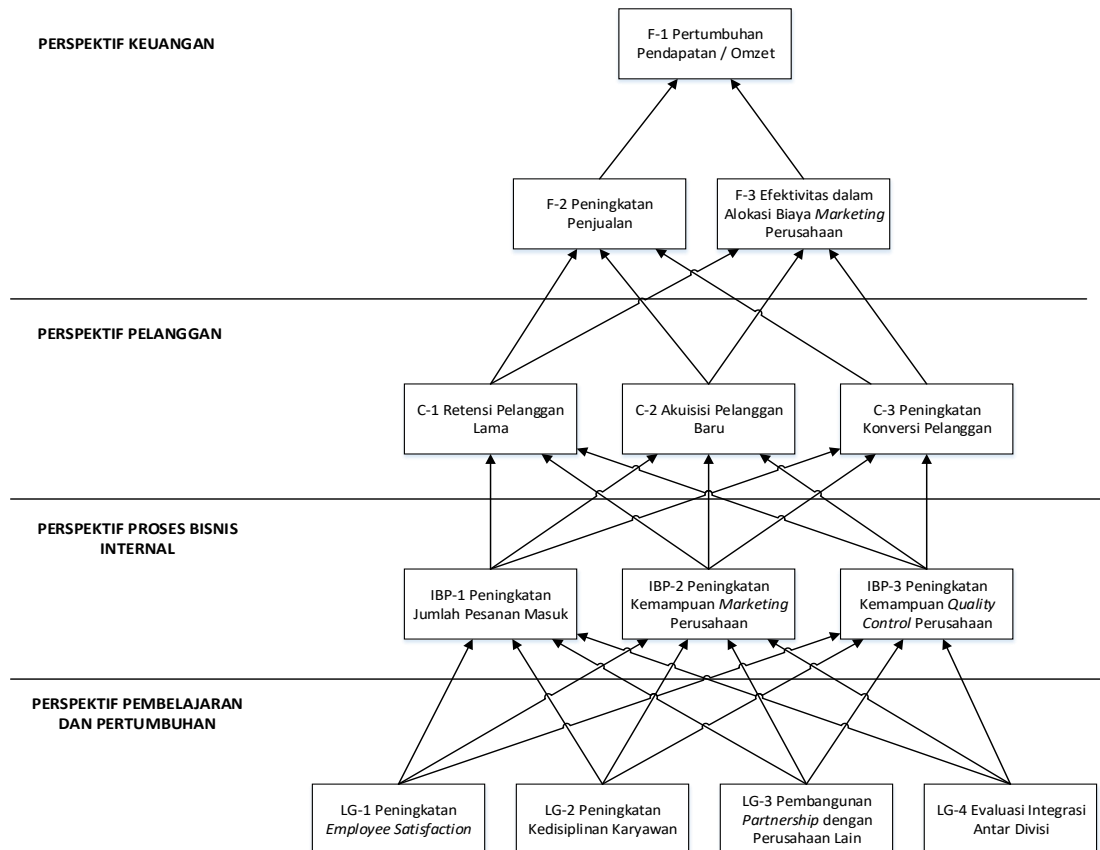 PERSPEKTIF KEUANGAN
F-1 Pertumbuhan
Pendapatan / Omzet
F-2 Peningkatan
Penjualan
F-3 Efektivitas dalam
Alokasi Biaya Marketing
Perusahaan
PERSPEKTIF PELANGGAN
C-1 Retensi Pelanggan
Lama
C-2 Akuisisi Pelanggan
Baru
C-3 Peningkatan
Konversi Pelanggan
PERSPEKTIF PROSES BISNIS
INTERNAL
IBP-1 Peningkatan
Jumlah Pesanan Masuk
IBP-2 Peningkatan
Kemampuan Marketing
Perusahaan
IBP-3 Peningkatan
Kemampuan Quality
Control Perusahaan
PERSPEKTIF PEMBELAJARAN
DAN PERTUMBUHAN
LG-1 Peningkatan
Employee Satisfaction
LG-2 Peningkatan
Kedisiplinan Karyawan
LG-3 Pembangunan
Partnership dengan
Perusahaan Lain
LG-4 Evaluasi Integrasi
Antar Divisi